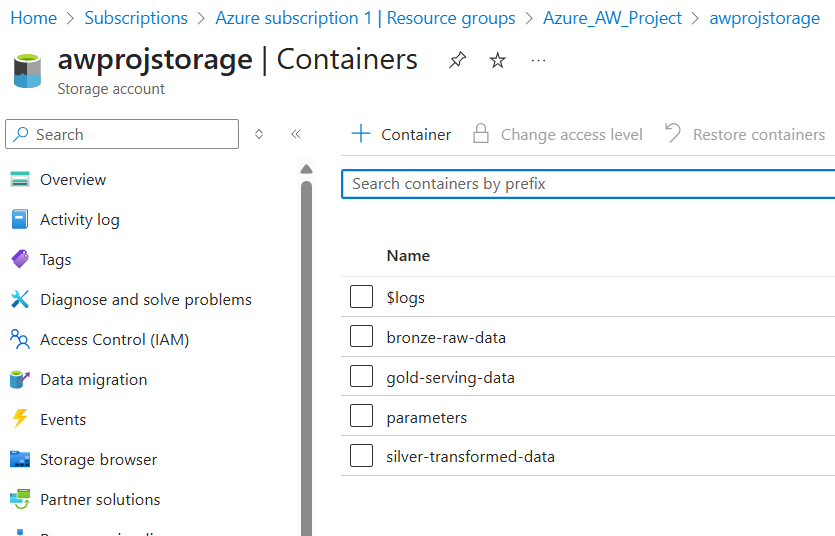 Home > Subscriptions > Azure subscription 1 | Resource groups > Azure_AW_Project > awprojstorage
awprojstorage | Containers
Storage account
Search
Container
Change access level
Restore containers
Search containers by prefix
Overview
Activity log
Tags
Diagnose and solve problems
Access Control (IAM)
Data migration
Events
Storage browser
Partner solutions
Name
$logs
bronze-raw-data
gold-serving-data
parameters
silver-transformed-data